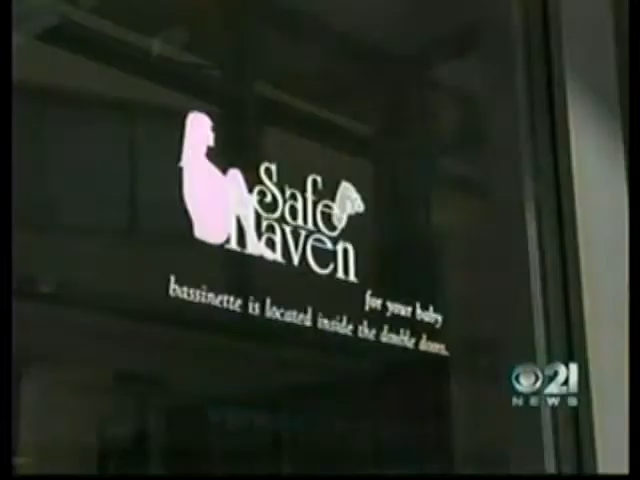 Safe
haven
for your baby
bassinette is located inside the double doors.
21
NEWS